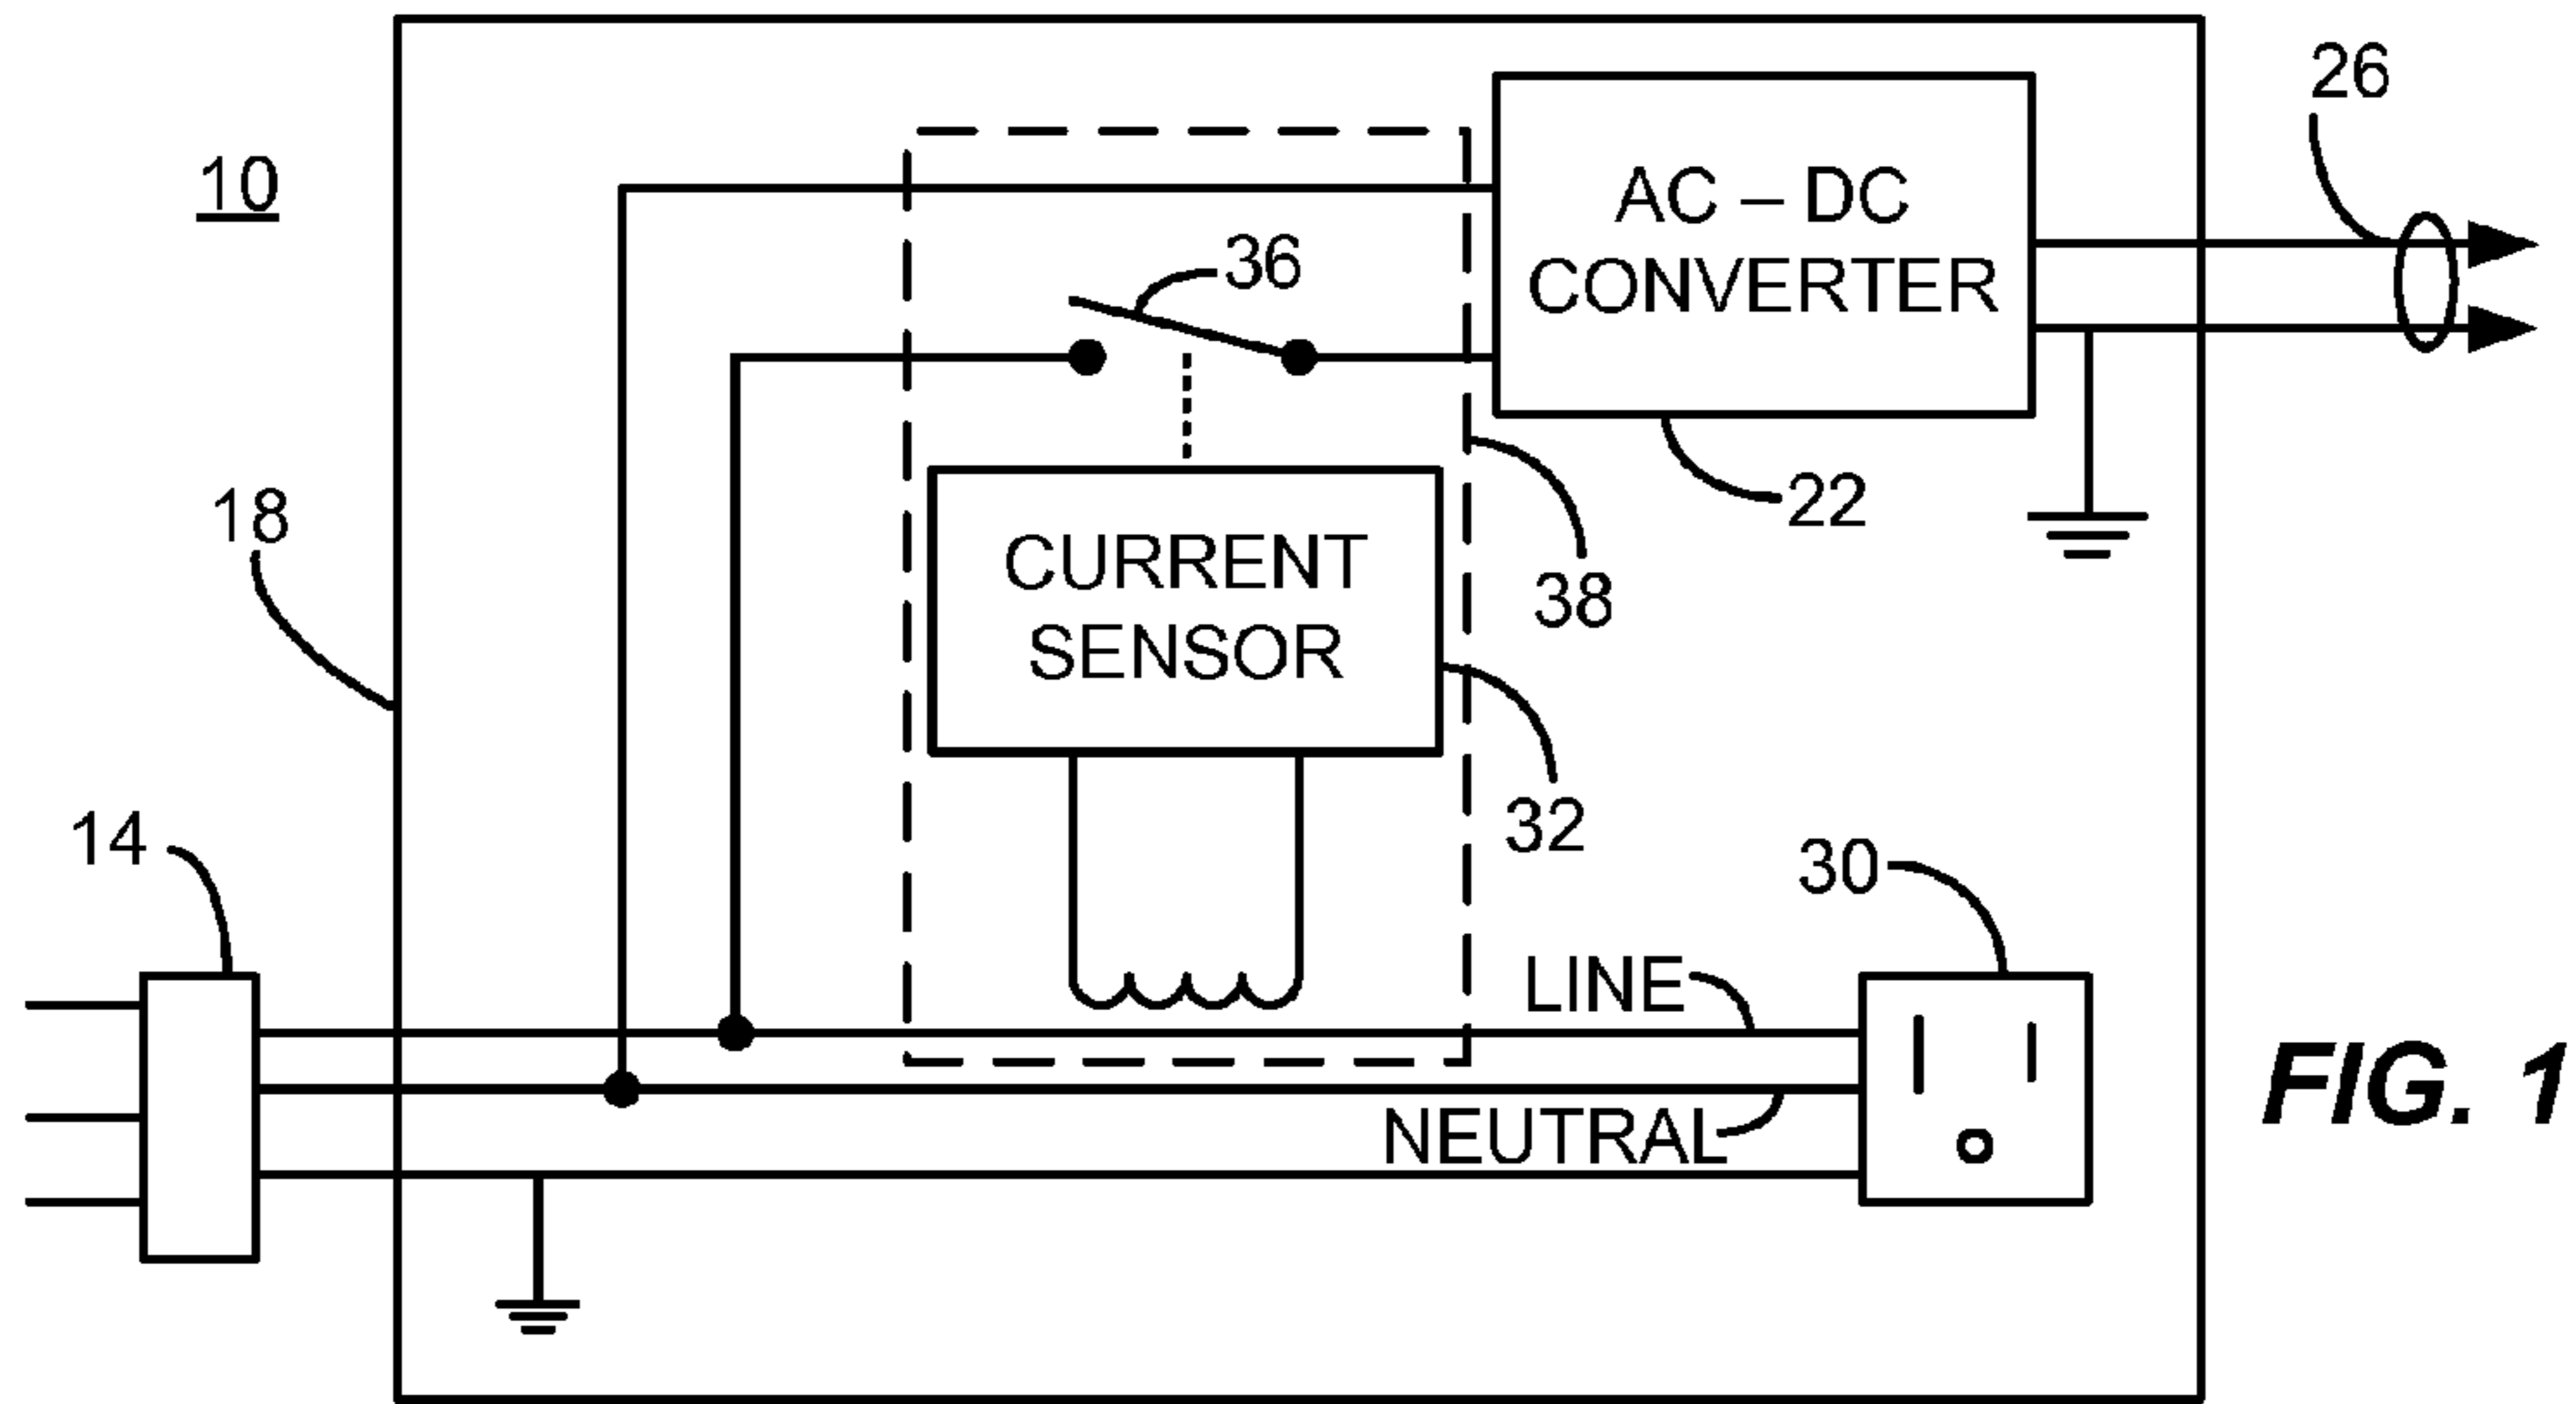 10
26
AC – DC
CONVERTER
36
22
18
CURRENT
SENSOR
38
32
14
30
LINE
NEUTRAL
FIG. 1